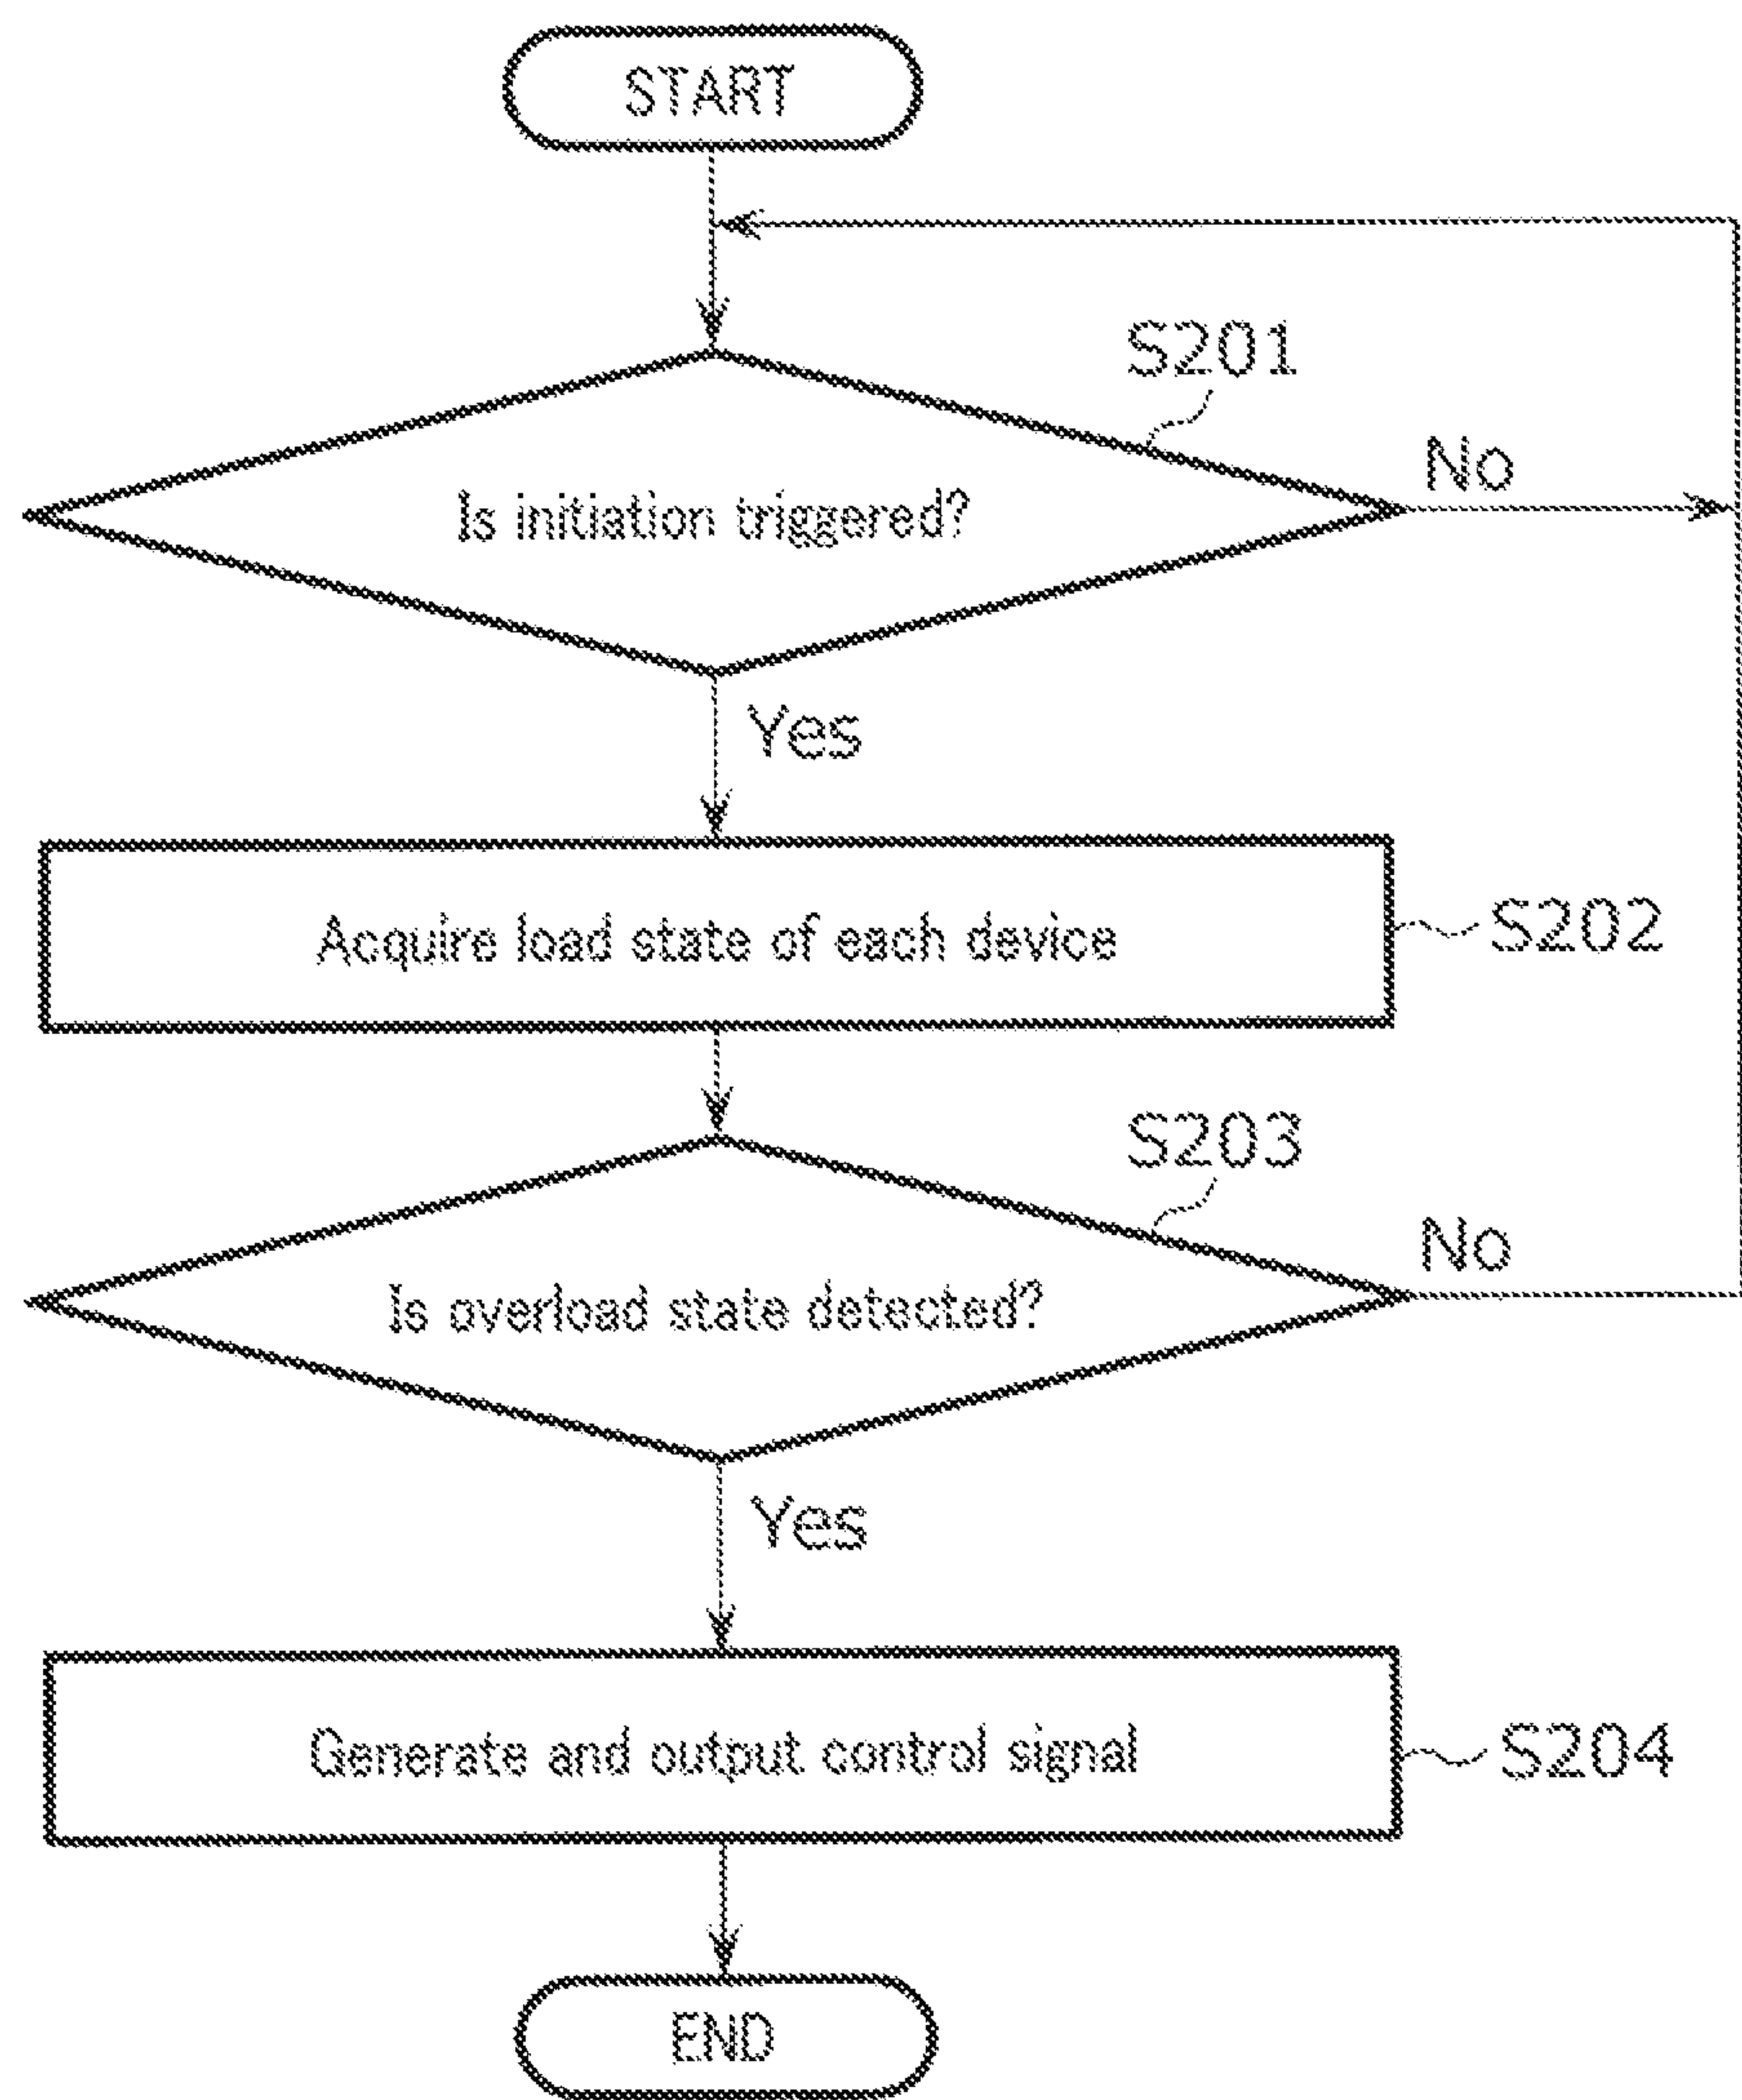 START
S201
No
Is initiation triggered?
Yes
Acquire load state of each device
S202
S203
No
Is overload state detected?
Yes
Generate and output control signal
S204
END